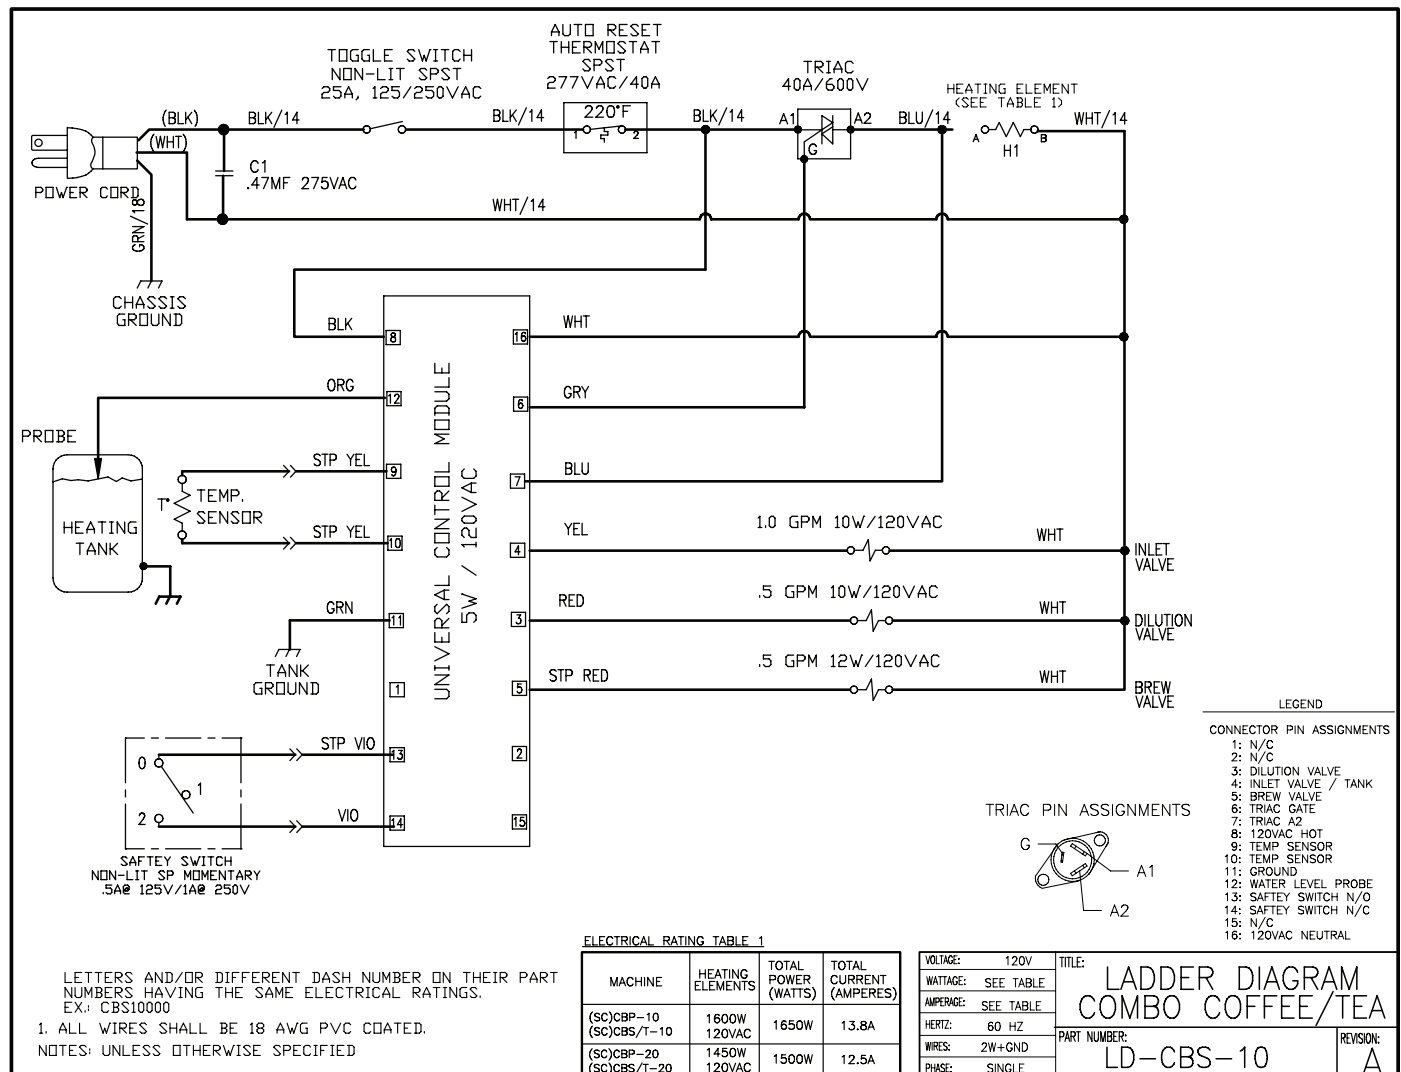 AUTO RESET
THERMOSTAT
SPST
277VAC/40A
TOGGLE SWITCH
NON-LIT SPST
25A, 125/250VAC
TRIAC
40A/600V
HEATING ELEMENT
(SEE TABLE 1)
(BLK)
BLK/14
BLK/14
220°F
1
2
BLK/14
A1
A2
G
BLU/14
A
B
H1
WHT/14
(WHT)
C1
.47MF 275VAC
POWER CORD
GRN/18
WHT/14
CHASSIS
GROUND
BLK
8
16
WHT
ORG
12
6
GRY
PROBE
STP YEL
9
7
BLU
T°
TEMP.
SENSOR
HEATING
TANK
STP YEL
10
4
YEL
1.0 GPM 10W/120VAC
WHT
INLET
VALVE
UNIVERSAL CONTROL MODULE
5W / 120VAC
GRN
11
3
RED
.5 GPM 10W/120VAC
WHT
DILUTION
VALVE
TANK
GROUND
1
5
STP RED
.5 GPM 12W/120VAC
WHT
BREW
VALVE
STP VIO
13
2
0
1
2
VIO
14
15
SAFTEY SWITCH
NON-LIT SP MOMENTARY
.5A@ 125V/1A@ 250V
LEGEND
CONNECTOR PIN ASSIGNMENTS
1: N/C
2: N/C
3: DILUTION VALVE
4: INLET VALVE / TANK
5: BREW VALVE
6: TRIAC GATE
7: TRIAC A2
8: 120VAC HOT
9: TEMP SENSOR
10: TEMP SENSOR
11: GROUND
12: WATER LEVEL PROBE
13: SAFTEY SWITCH N/O
14: SAFTEY SWITCH N/C
15: N/C
16: 120VAC NEUTRAL
TRIAC PIN ASSIGNMENTS
G
A1
A2
LETTERS AND/OR DIFFERENT DASH NUMBER ON THEIR PART
NUMBERS HAVING THE SAME ELECTRICAL RATINGS.
EX.: CBS10000
1. ALL WIRES SHALL BE 18 AWG PVC COATED.
NOTES: UNLESS OTHERWISE SPECIFIED
ELECTRICAL RATING TABLE 1
MACHINE
HEATING
ELEMENTS
TOTAL
POWER
(WATTS)
TOTAL
CURRENT
(AMPERES)
(SC)CBP-10
(SC)CBS/T-10
1600W
120VAC
1650W
13.8A
(SC)CBP-20
(SC)CBS/T-20
1450W
120VAC
1500W
12.5A
VOLTAGE: 120V
WATTAGE: SEE TABLE
AMPERAGE: SEE TABLE
HERTZ: 60 HZ
WIRES: 2W+GND
PHASE: SINGLE
TITLE:
LADDER DIAGRAM
COMBO COFFEE/TEA
PART NUMBER:
LD-CBS-10
REVISION:
A